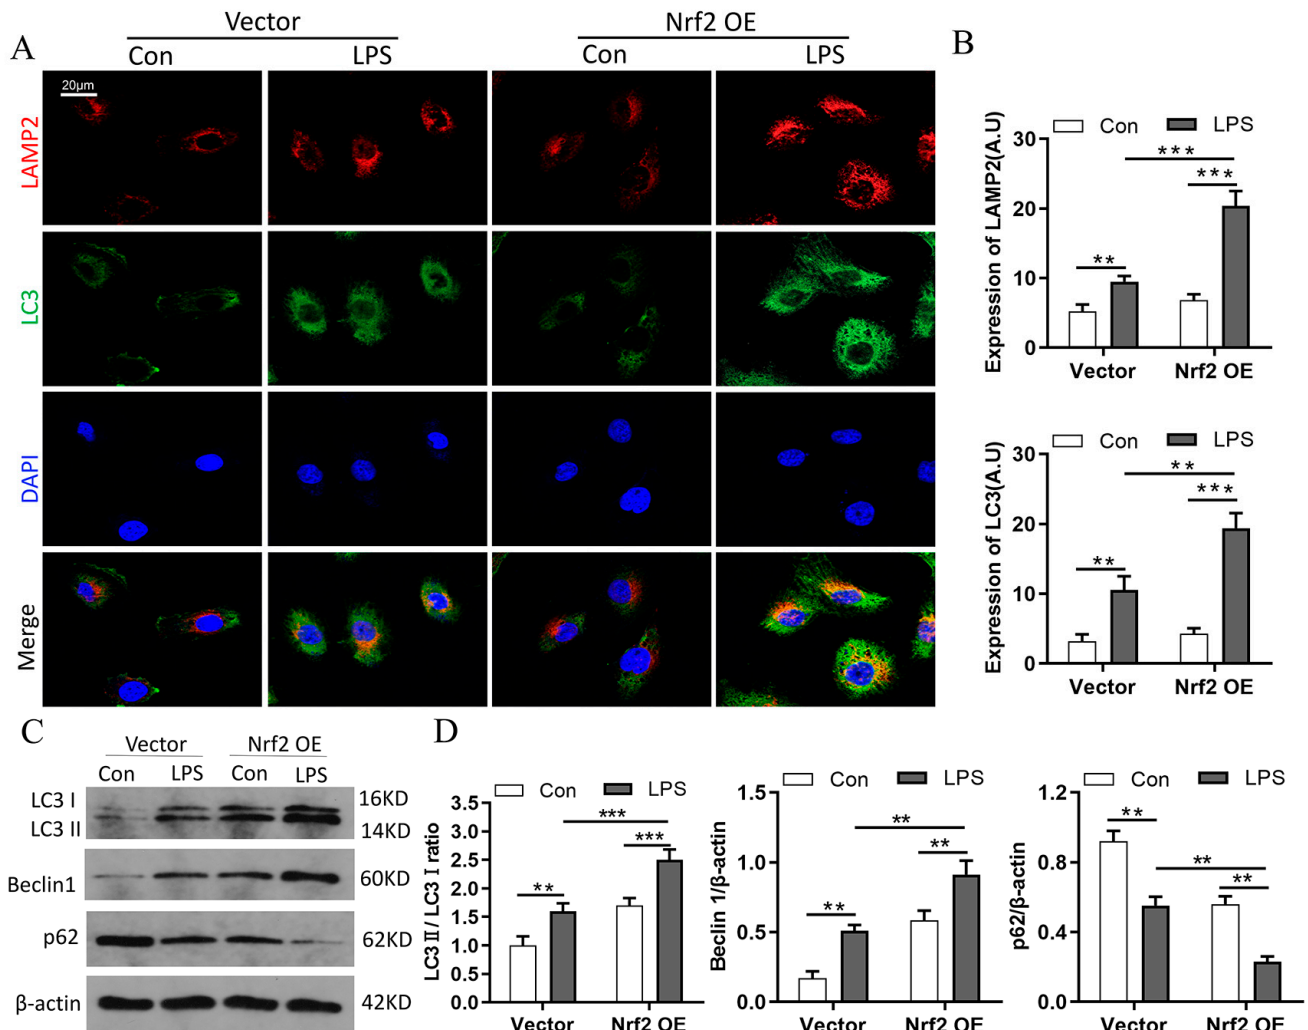 A
Vector
Nrf2 OE
Con
LPS
Con
LPS
20μm
LAMP2
LC3
DAPI
Merge
B
Con
LPS
Expression of LAMP2(A.U)
30
20
10
0
***
***
**
Vector
Nrf2 OE
Con
LPS
Expression of LC3(A.U)
30
20
10
0
**
***
**
Vector
Nrf2 OE
C
Vector
Nrf2 OE
Con
LPS
Con
LPS
LC3 I
16KD
LC3 II
14KD
Beclin1
60KD
p62
62KD
β-actin
42KD
D
Con
LPS
LC3 II / LC3 I ratio
3.5
3.0
2.5
2.0
1.5
1.0
0.5
0.0
***
***
**
Vector
Nrf2 OE
Con
LPS
Beclin 1/β-actin
1.5
1.0
0.5
0.0
**
**
**
Vector
Nrf2 OE
Con
LPS
p62/β-actin
1.2
0.8
0.4
0.0
**
**
**
Vector
Nrf2 OE